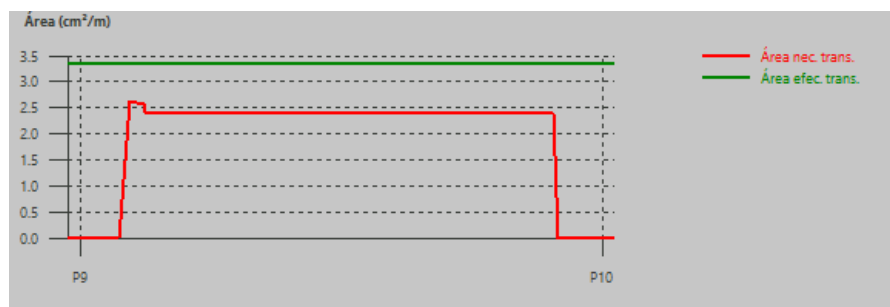 Área (cm²/m)
3.5
3.0
2.5
2.0
1.5
1.0
0.5
0.0
P9
P10
Área nec. trans.
Área efec. trans.